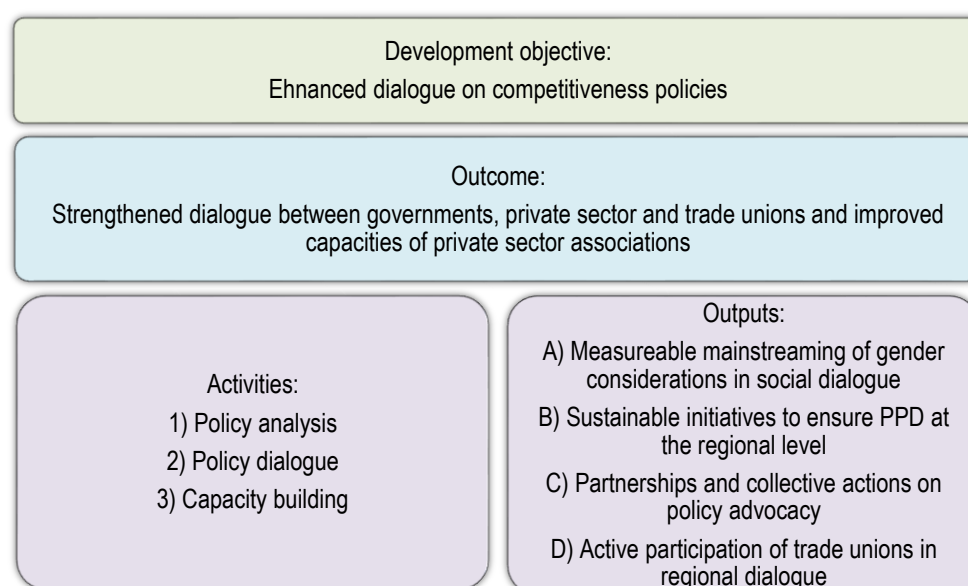 Development objective:
Ehnanced dialogue on competitiveness policies
Outcome:
Strengthened dialogue between governments, private sector and trade unions and improved
capacities of private sector associations
Activities:
1) Policy analysis
2) Policy dialogue
3) Capacity building
Outputs:
A) Measureable mainstreaming of gender
considerations in social dialogue
B) Sustainable initiatives to ensure PPD at
the regional level
C) Partnerships and collective actions on
policy advocacy
D) Active participation of trade unions in
regional dialogue